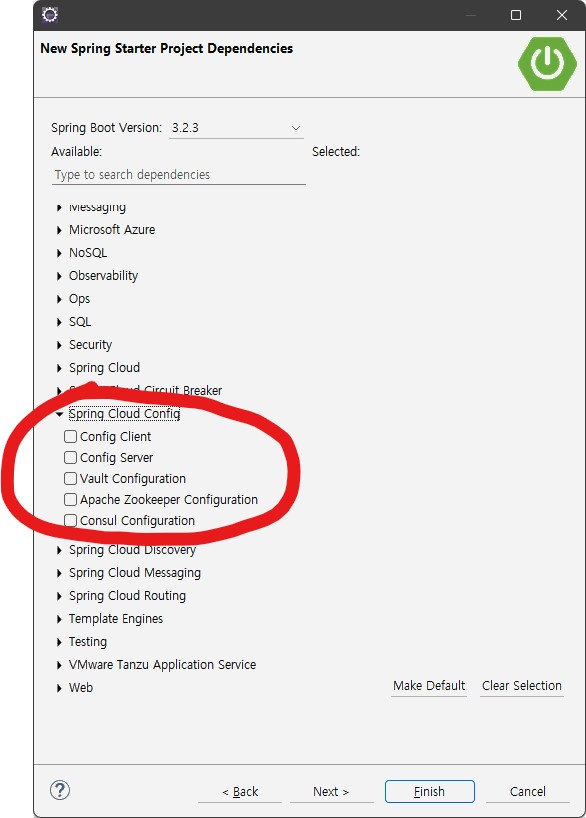 New Spring Starter Project Dependencies
Spring Boot Version: 3.2.3
Available: Selected:
Type to search dependencies
Messaging
Microsoft Azure
NoSQL
Observability
Ops
SQL
Security
Spring Cloud
Spring Cloud Circuit Breaker
Spring Cloud Config
Config Client
Config Server
Vault Configuration
Apache Zookeeper Configuration
Consul Configuration
Spring Cloud Discovery
Spring Cloud Messaging
Spring Cloud Routing
Template Engines
Testing
VMware Tanzu Application Service
Web
Make Default Clear Selection
? < Back Next > Finish Cancel